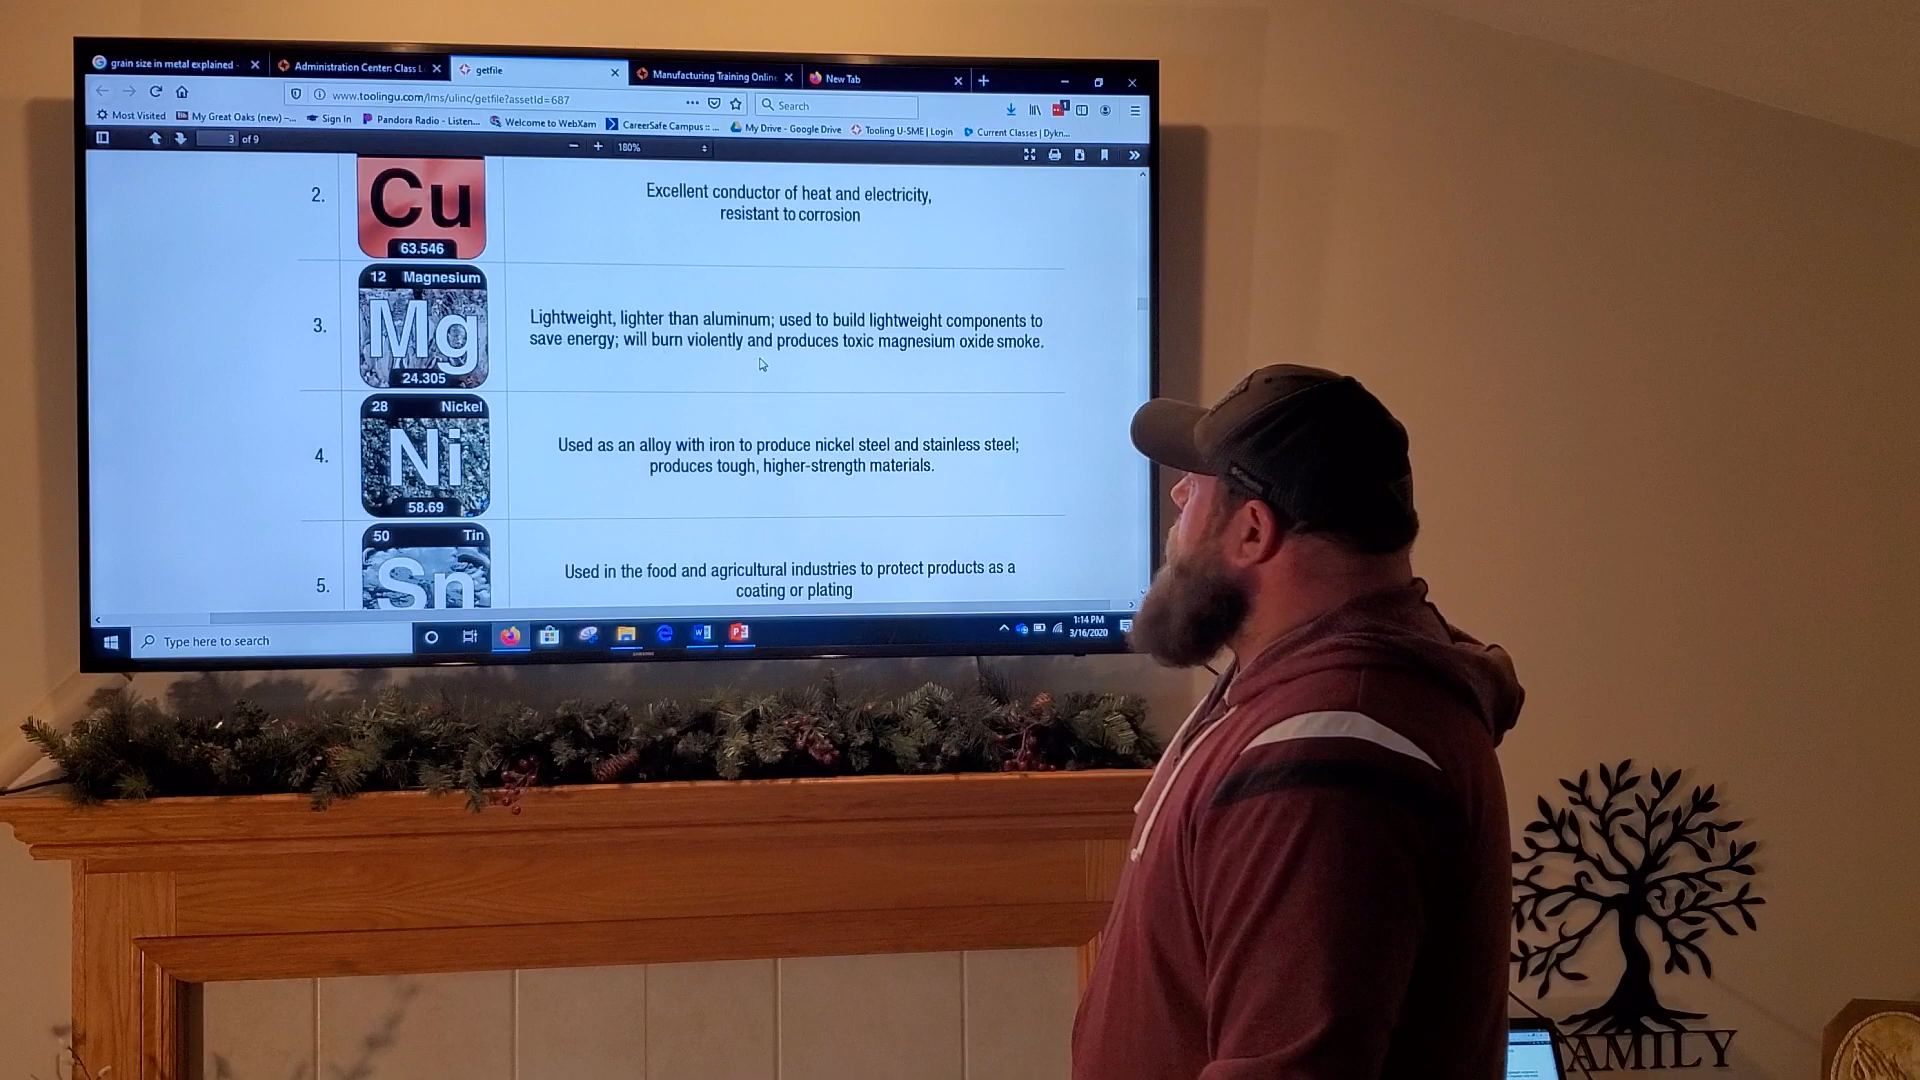 grain size in metal explained -
Administration Center: Class L
getfile
Manufacturing Training Online
New Tab
www.toolingu.com/lms/ulinc/getfile?assetId=687
Search
Most Visited
My Great Oaks (new) –...
Sign In
Pandora Radio - Listen...
Welcome to WebXam
CareerSafe Campus :: ...
My Drive - Google Drive
Tooling U-SME | Login
Current Classes | Dykn...
3 of 9
180%
2.
Cu
63.546
Excellent conductor of heat and electricity,
resistant to corrosion
3.
12 Magnesium
Mg
24.305
Lightweight, lighter than aluminum; used to build lightweight components to
save energy; will burn violently and produces toxic magnesium oxide smoke.
4.
28 Nickel
Ni
58.69
Used as an alloy with iron to produce nickel steel and stainless steel;
produces tough, higher-strength materials.
5.
50 Tin
Sn
Used in the food and agricultural industries to protect products as a
coating or plating
Type here to search
1:14 PM
3/16/2020
SAMSUNG
FAMILY